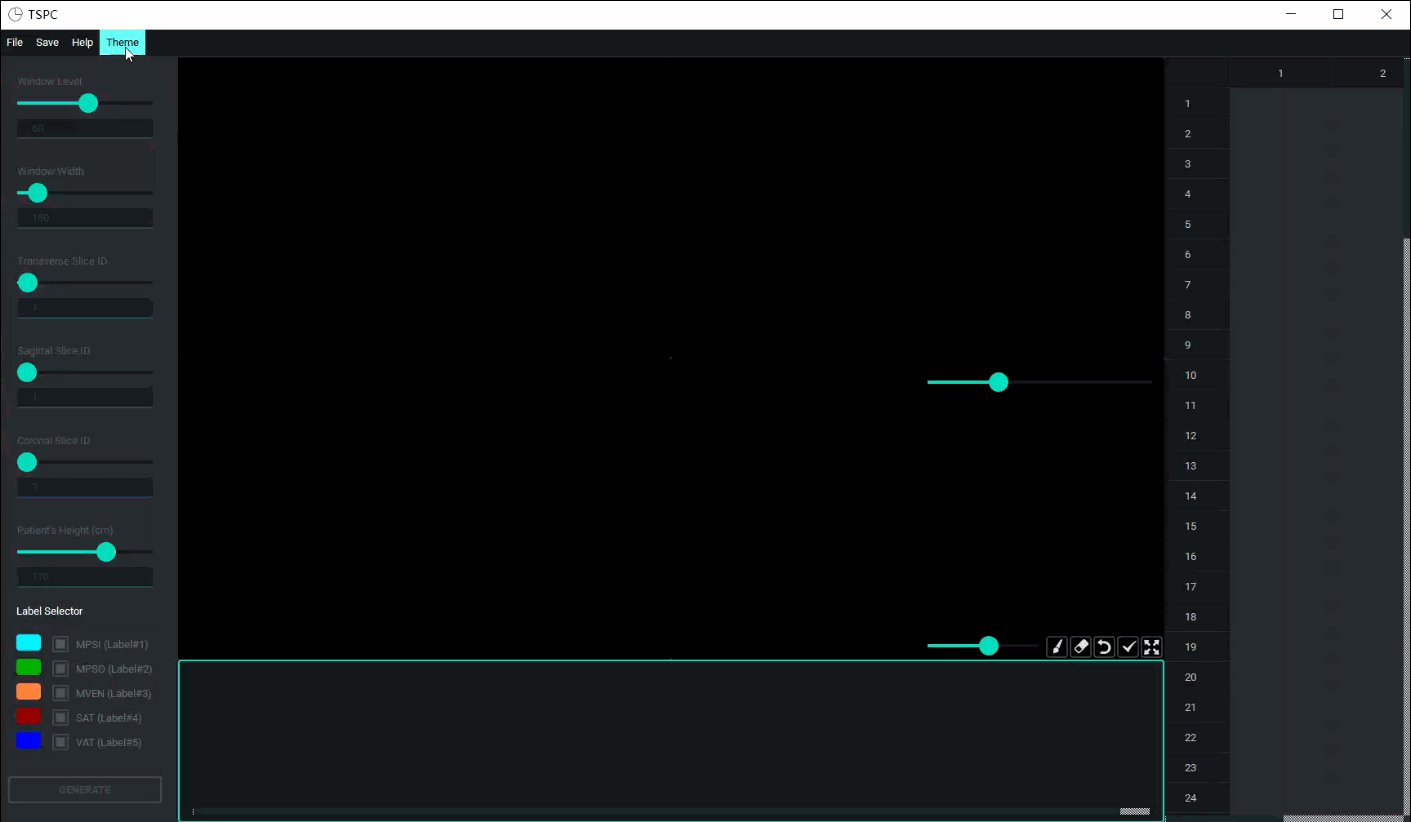 TSPC
File Save Help Theme
Window Level
60
Window Width
180
Transverse Slice ID
1
Sagittal Slice ID
1
Coronal Slice ID
Patient's Height (cm)
170
Label Selector
MPSI (Label#1)
MPSO (Label#2)
MVEN (Label#3)
SAT (Label#4)
VAT (Label#5)
GENERATE
1 2
1
2
3
4
5
6
7
8
9
10
11
12
13
14
15
16
17
18
19
20
21
22
23
24